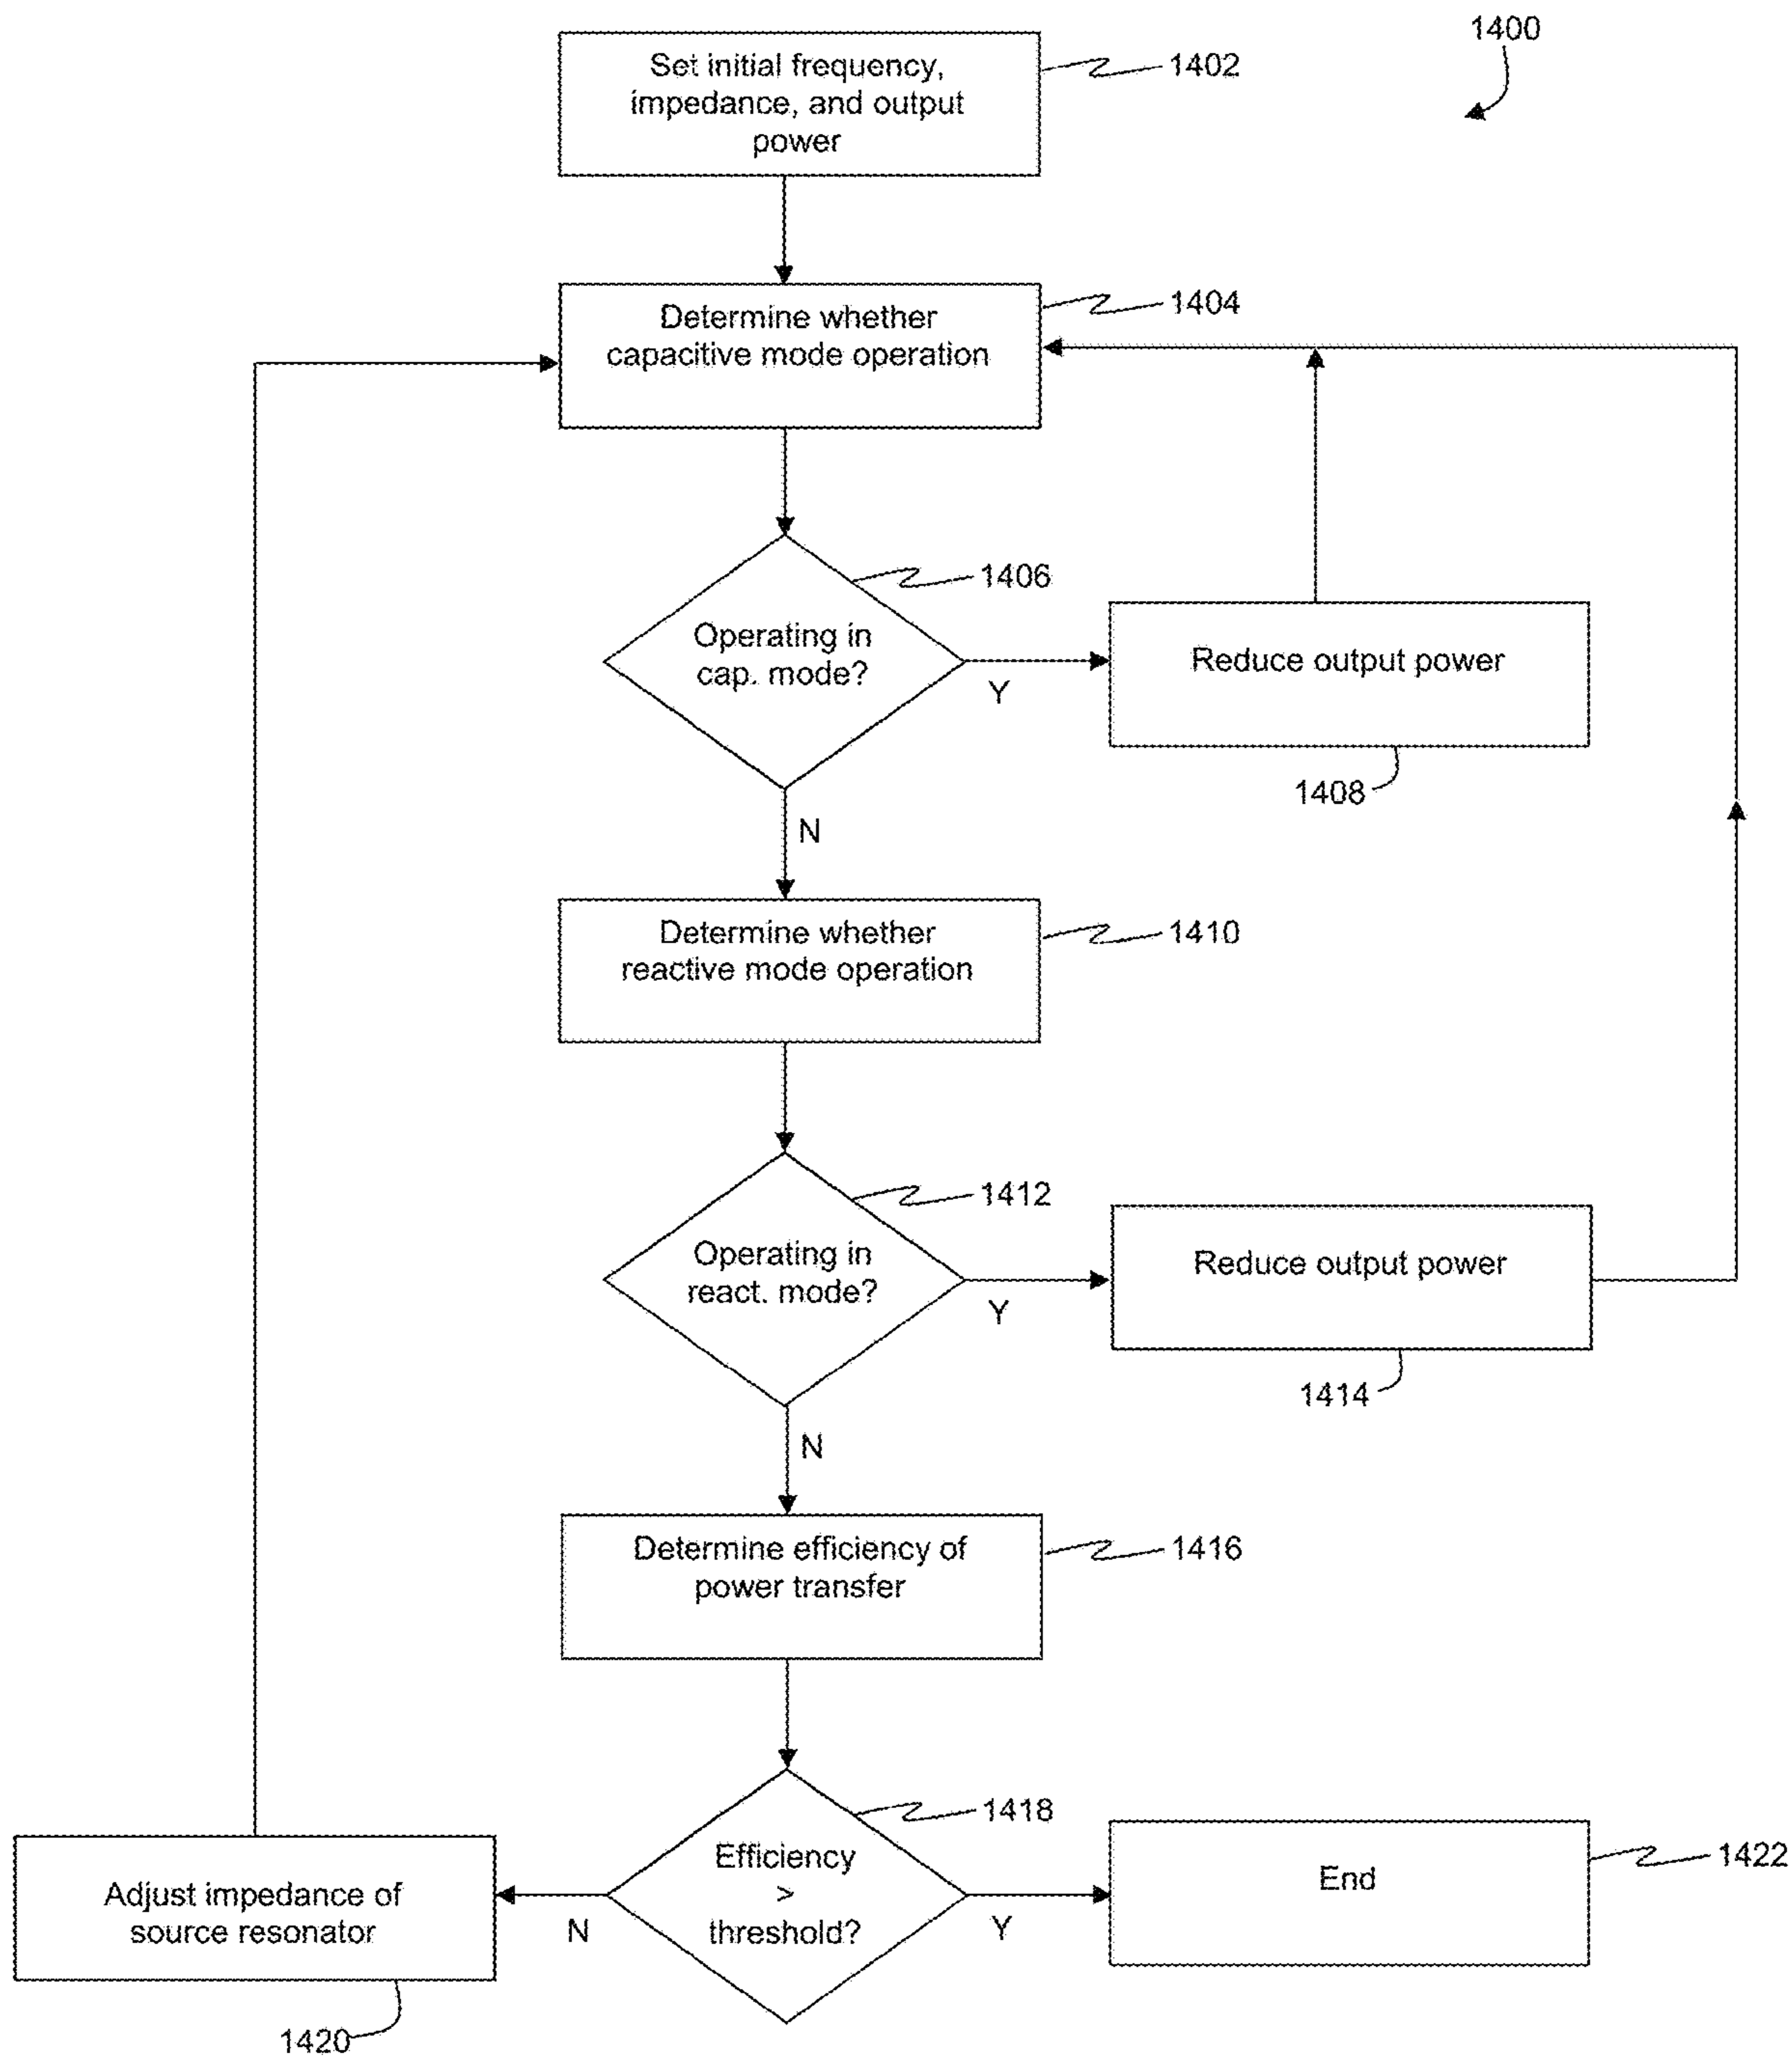 1400
Set initial frequency,
impedance, and output
power
1402
Determine whether
capacitive mode operation
1404
Operating in
cap. mode?
1406
Y
Reduce output power
1408
N
Determine whether
reactive mode operation
1410
Operating in
react. mode?
1412
Y
Reduce output power
1414
N
Determine efficiency of
power transfer
1416
Efficiency
>
threshold?
1418
N
Adjust impedance of
source resonator
1420
Y
End
1422